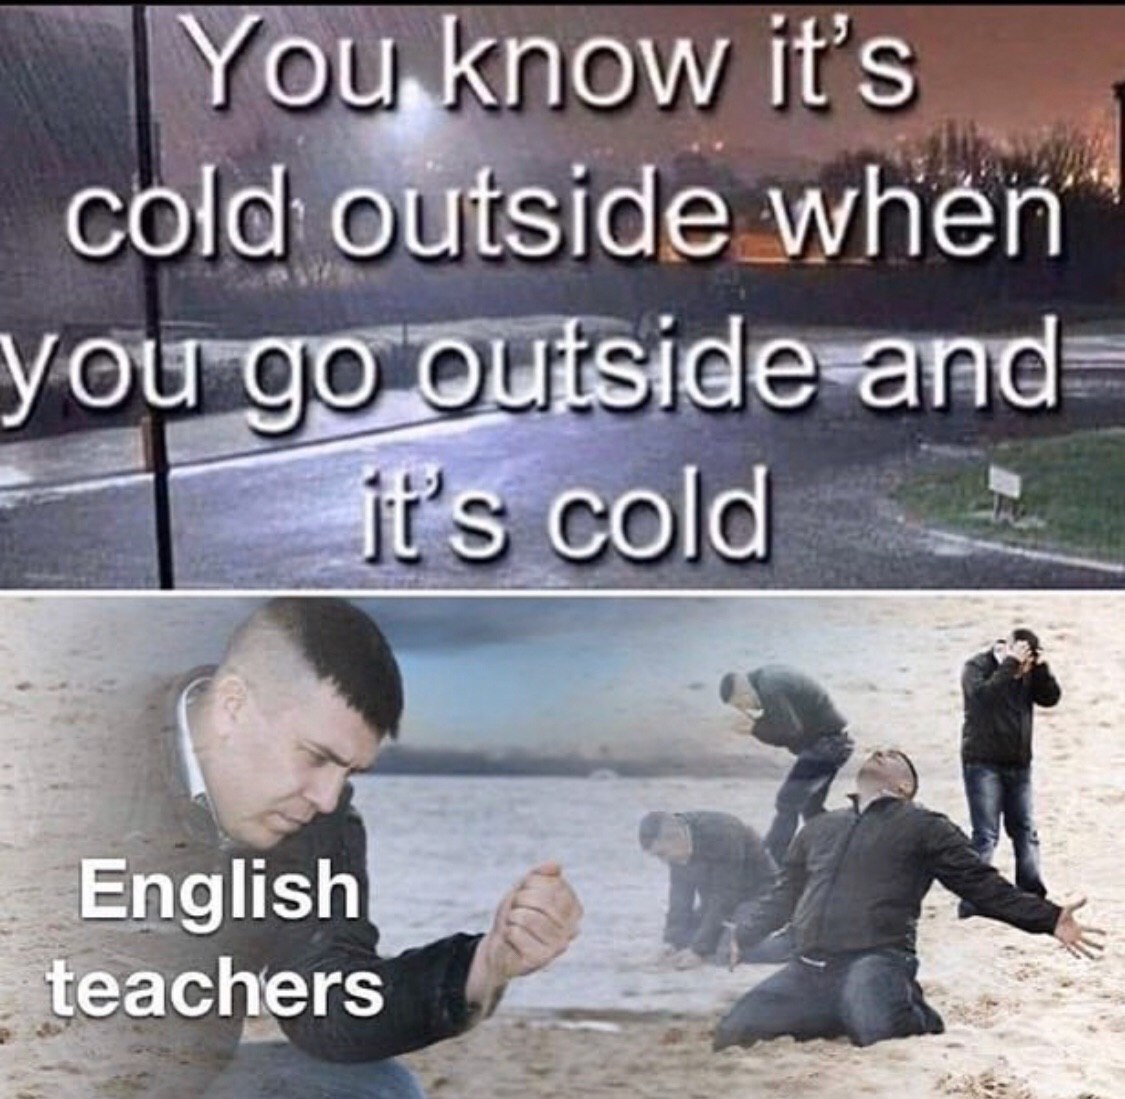 You know it's
cold outside when
you go outside and
it's cold
English
teachers